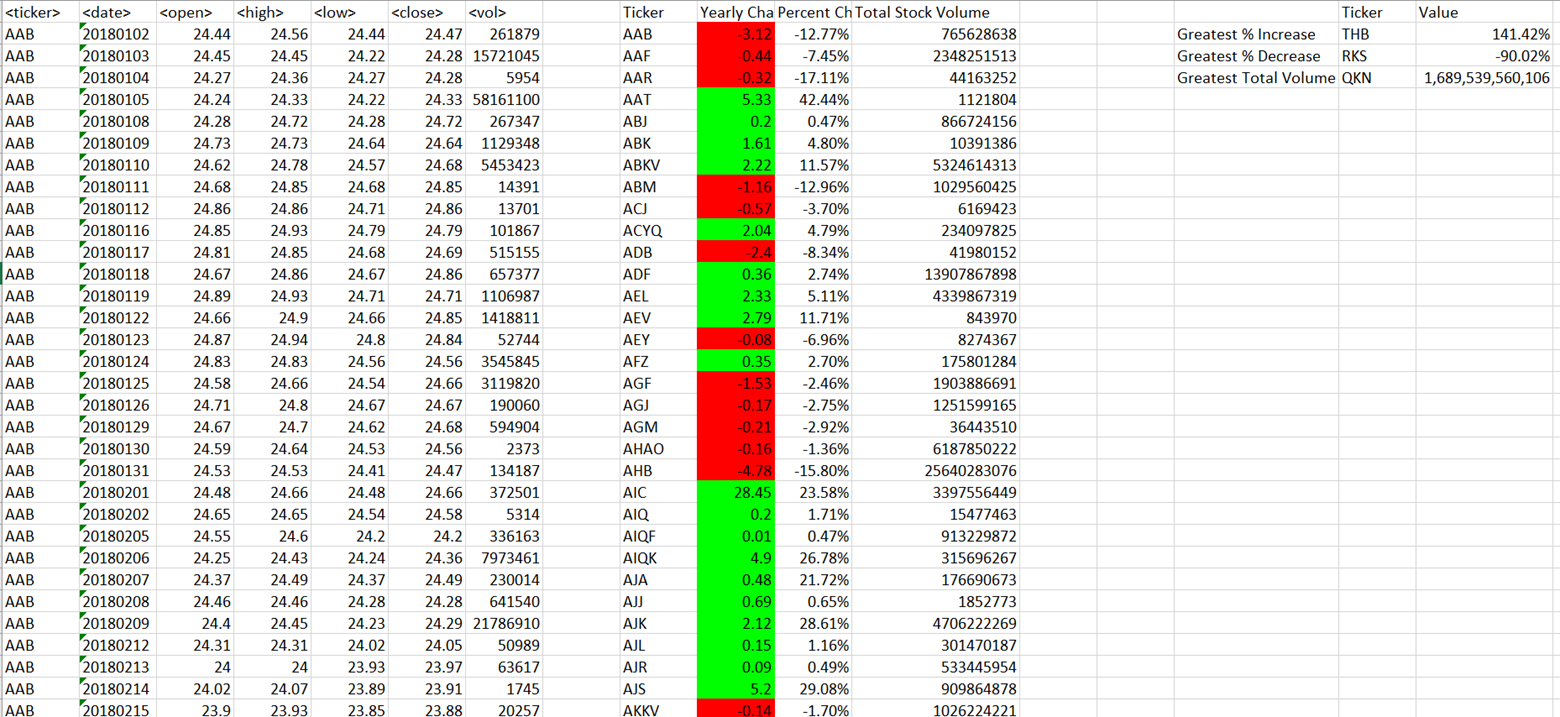 <ticker> <date> <open> <high> <low> <close> <vol> Ticker Yearly Cha Percent Ch Total Stock Volume Ticker Value
AAB 20180102 24.44 24.56 24.44 24.47 261879 AAB -3.12 -12.77% 765628638 Greatest % Increase THB 141.42%
AAB 20180103 24.45 24.45 24.22 24.28 15721045 AAF -0.44 -7.45% 2348251513 Greatest % Decrease RKS -90.02%
AAB 20180104 24.27 24.36 24.27 24.28 5954 AAR -0.32 -17.11% 44163252 Greatest Total Volume QKN 1,689,539,560,106
AAB 20180105 24.24 24.33 24.22 24.33 58161100 AAT 5.33 42.44% 1121804
AAB 20180108 24.28 24.72 24.28 24.72 267347 ABJ 0.2 0.47% 866724156
AAB 20180109 24.73 24.73 24.64 24.64 1129348 ABK 1.61 4.80% 10391386
AAB 20180110 24.62 24.78 24.57 24.68 5453423 ABKV 2.22 11.57% 5324614313
AAB 20180111 24.68 24.85 24.68 24.85 14391 ABM -1.16 -12.96% 1029560425
AAB 20180112 24.86 24.86 24.71 24.86 13701 ACJ -0.57 -3.70% 6169423
AAB 20180116 24.85 24.93 24.79 24.79 101867 ACYQ 2.04 4.79% 234097825
AAB 20180117 24.81 24.85 24.68 24.69 515155 ADB -2.4 -8.34% 41980152
AAB 20180118 24.67 24.86 24.67 24.86 657377 ADF 0.36 2.74% 13907867898
AAB 20180119 24.89 24.93 24.71 24.71 1106987 AEL 2.33 5.11% 4339867319
AAB 20180122 24.66 24.9 24.66 24.85 1418811 AEV 2.79 11.71% 843970
AAB 20180123 24.87 24.94 24.8 24.84 52744 AEY -0.08 -6.96% 8274367
AAB 20180124 24.83 24.83 24.56 24.56 3545845 AFZ 0.35 2.70% 175801284
AAB 20180125 24.58 24.66 24.54 24.66 3119820 AGF -1.53 -2.46% 1903886691
AAB 20180126 24.71 24.8 24.67 24.67 190060 AGJ -0.17 -2.75% 1251599165
AAB 20180129 24.67 24.7 24.62 24.68 594904 AGM -0.21 -2.92% 36443510
AAB 20180130 24.59 24.64 24.53 24.56 2373 AHAO -0.16 -1.36% 6187850222
AAB 20180131 24.53 24.53 24.41 24.47 134187 AHB -4.78 -15.80% 25640283076
AAB 20180201 24.48 24.66 24.48 24.66 372501 AIC 28.45 23.58% 3397556449
AAB 20180202 24.65 24.65 24.54 24.58 5314 AIQ 0.2 1.71% 15477463
AAB 20180205 24.55 24.6 24.2 24.2 336163 AIQF 0.01 0.47% 913229872
AAB 20180206 24.25 24.43 24.24 24.36 7973461 AIQK 4.9 26.78% 315696267
AAB 20180207 24.37 24.49 24.37 24.49 230014 AJA 0.48 21.72% 176690673
AAB 20180208 24.46 24.46 24.28 24.28 641540 AJJ 0.69 0.65% 1852773
AAB 20180209 24.4 24.45 24.23 24.29 21786910 AJK 2.12 28.61% 4706222269
AAB 20180212 24.31 24.31 24.02 24.05 50989 AJL 0.15 1.16% 301470187
AAB 20180213 24 24 23.93 23.97 63617 AJR 0.09 0.49% 533445954
AAB 20180214 24.02 24.07 23.89 23.91 1745 AJS 5.2 29.08% 909864878
AAB 20180215 23.9 23.93 23.85 23.88 20257 AKKV -0.14 -1.70% 1026224221